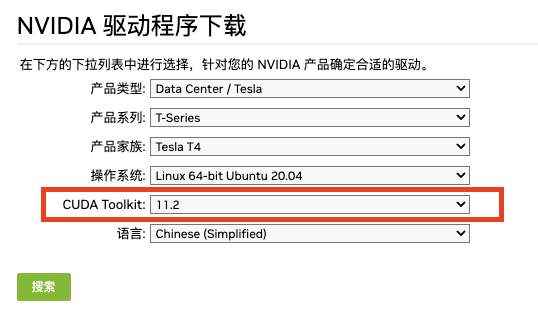 NVIDIA 驱动程序下载
在下方的下拉列表中进行选择，针对您的 NVIDIA 产品确定合适的驱动。
产品类型: Data Center / Tesla
产品系列: T-Series
产品家族: Tesla T4
操作系统: Linux 64-bit Ubuntu 20.04
CUDA Toolkit: 11.2
语言: Chinese (Simplified)
搜索